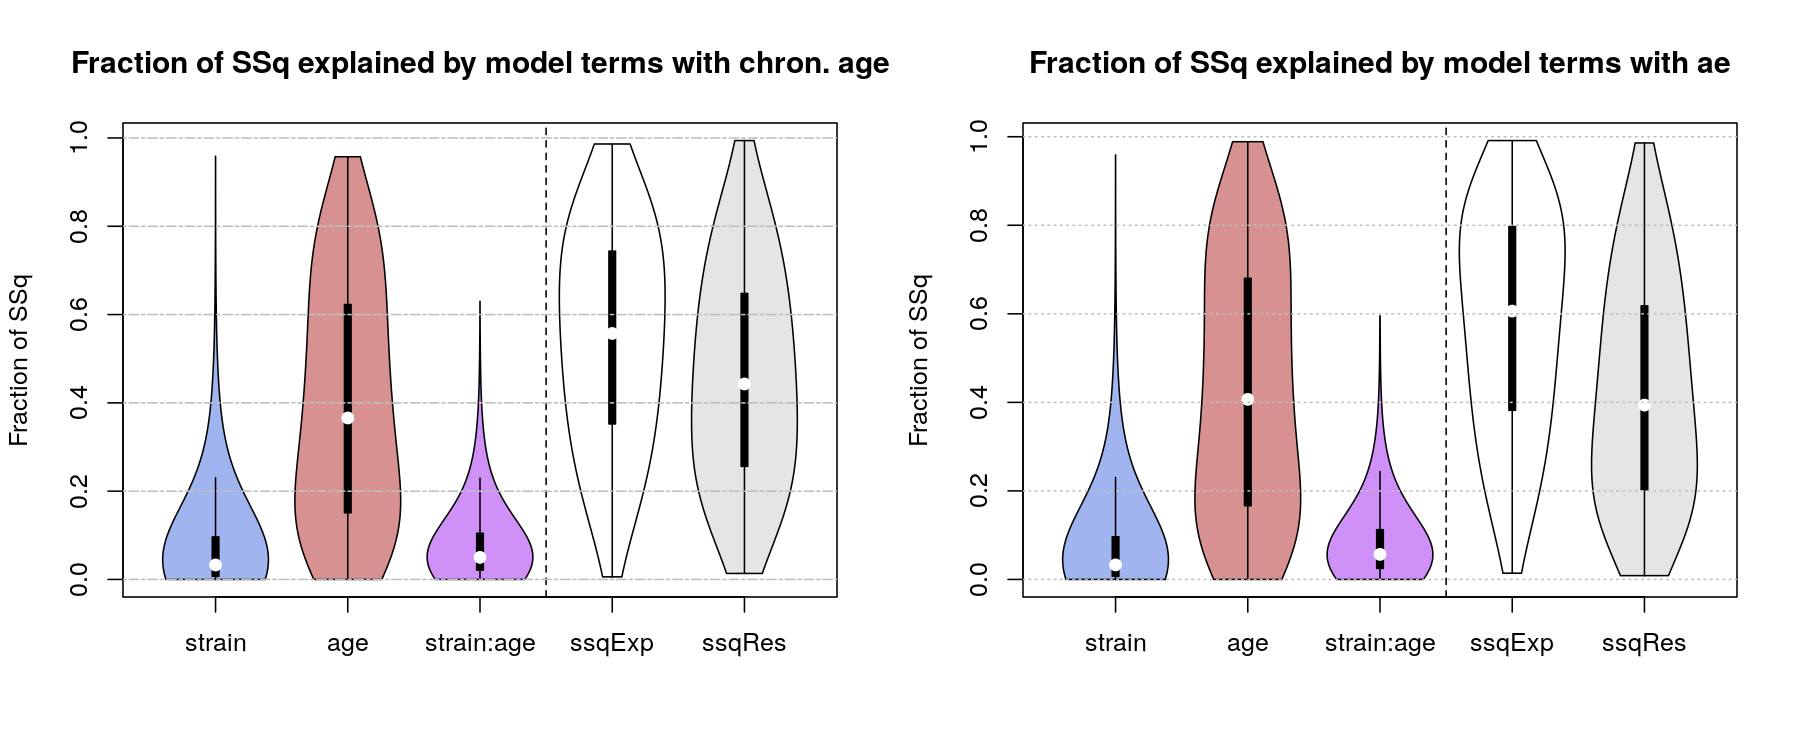 Fraction of SSq explained by model terms with chron. age
Fraction of SSq
1.0
0.8
0.6
0.4
0.2
0.0
strain age strain:age ssqExp ssqRes
Fraction of SSq explained by model terms with ae
Fraction of SSq
1.0
0.8
0.6
0.4
0.2
0.0
strain age strain:age ssqExp ssqRes